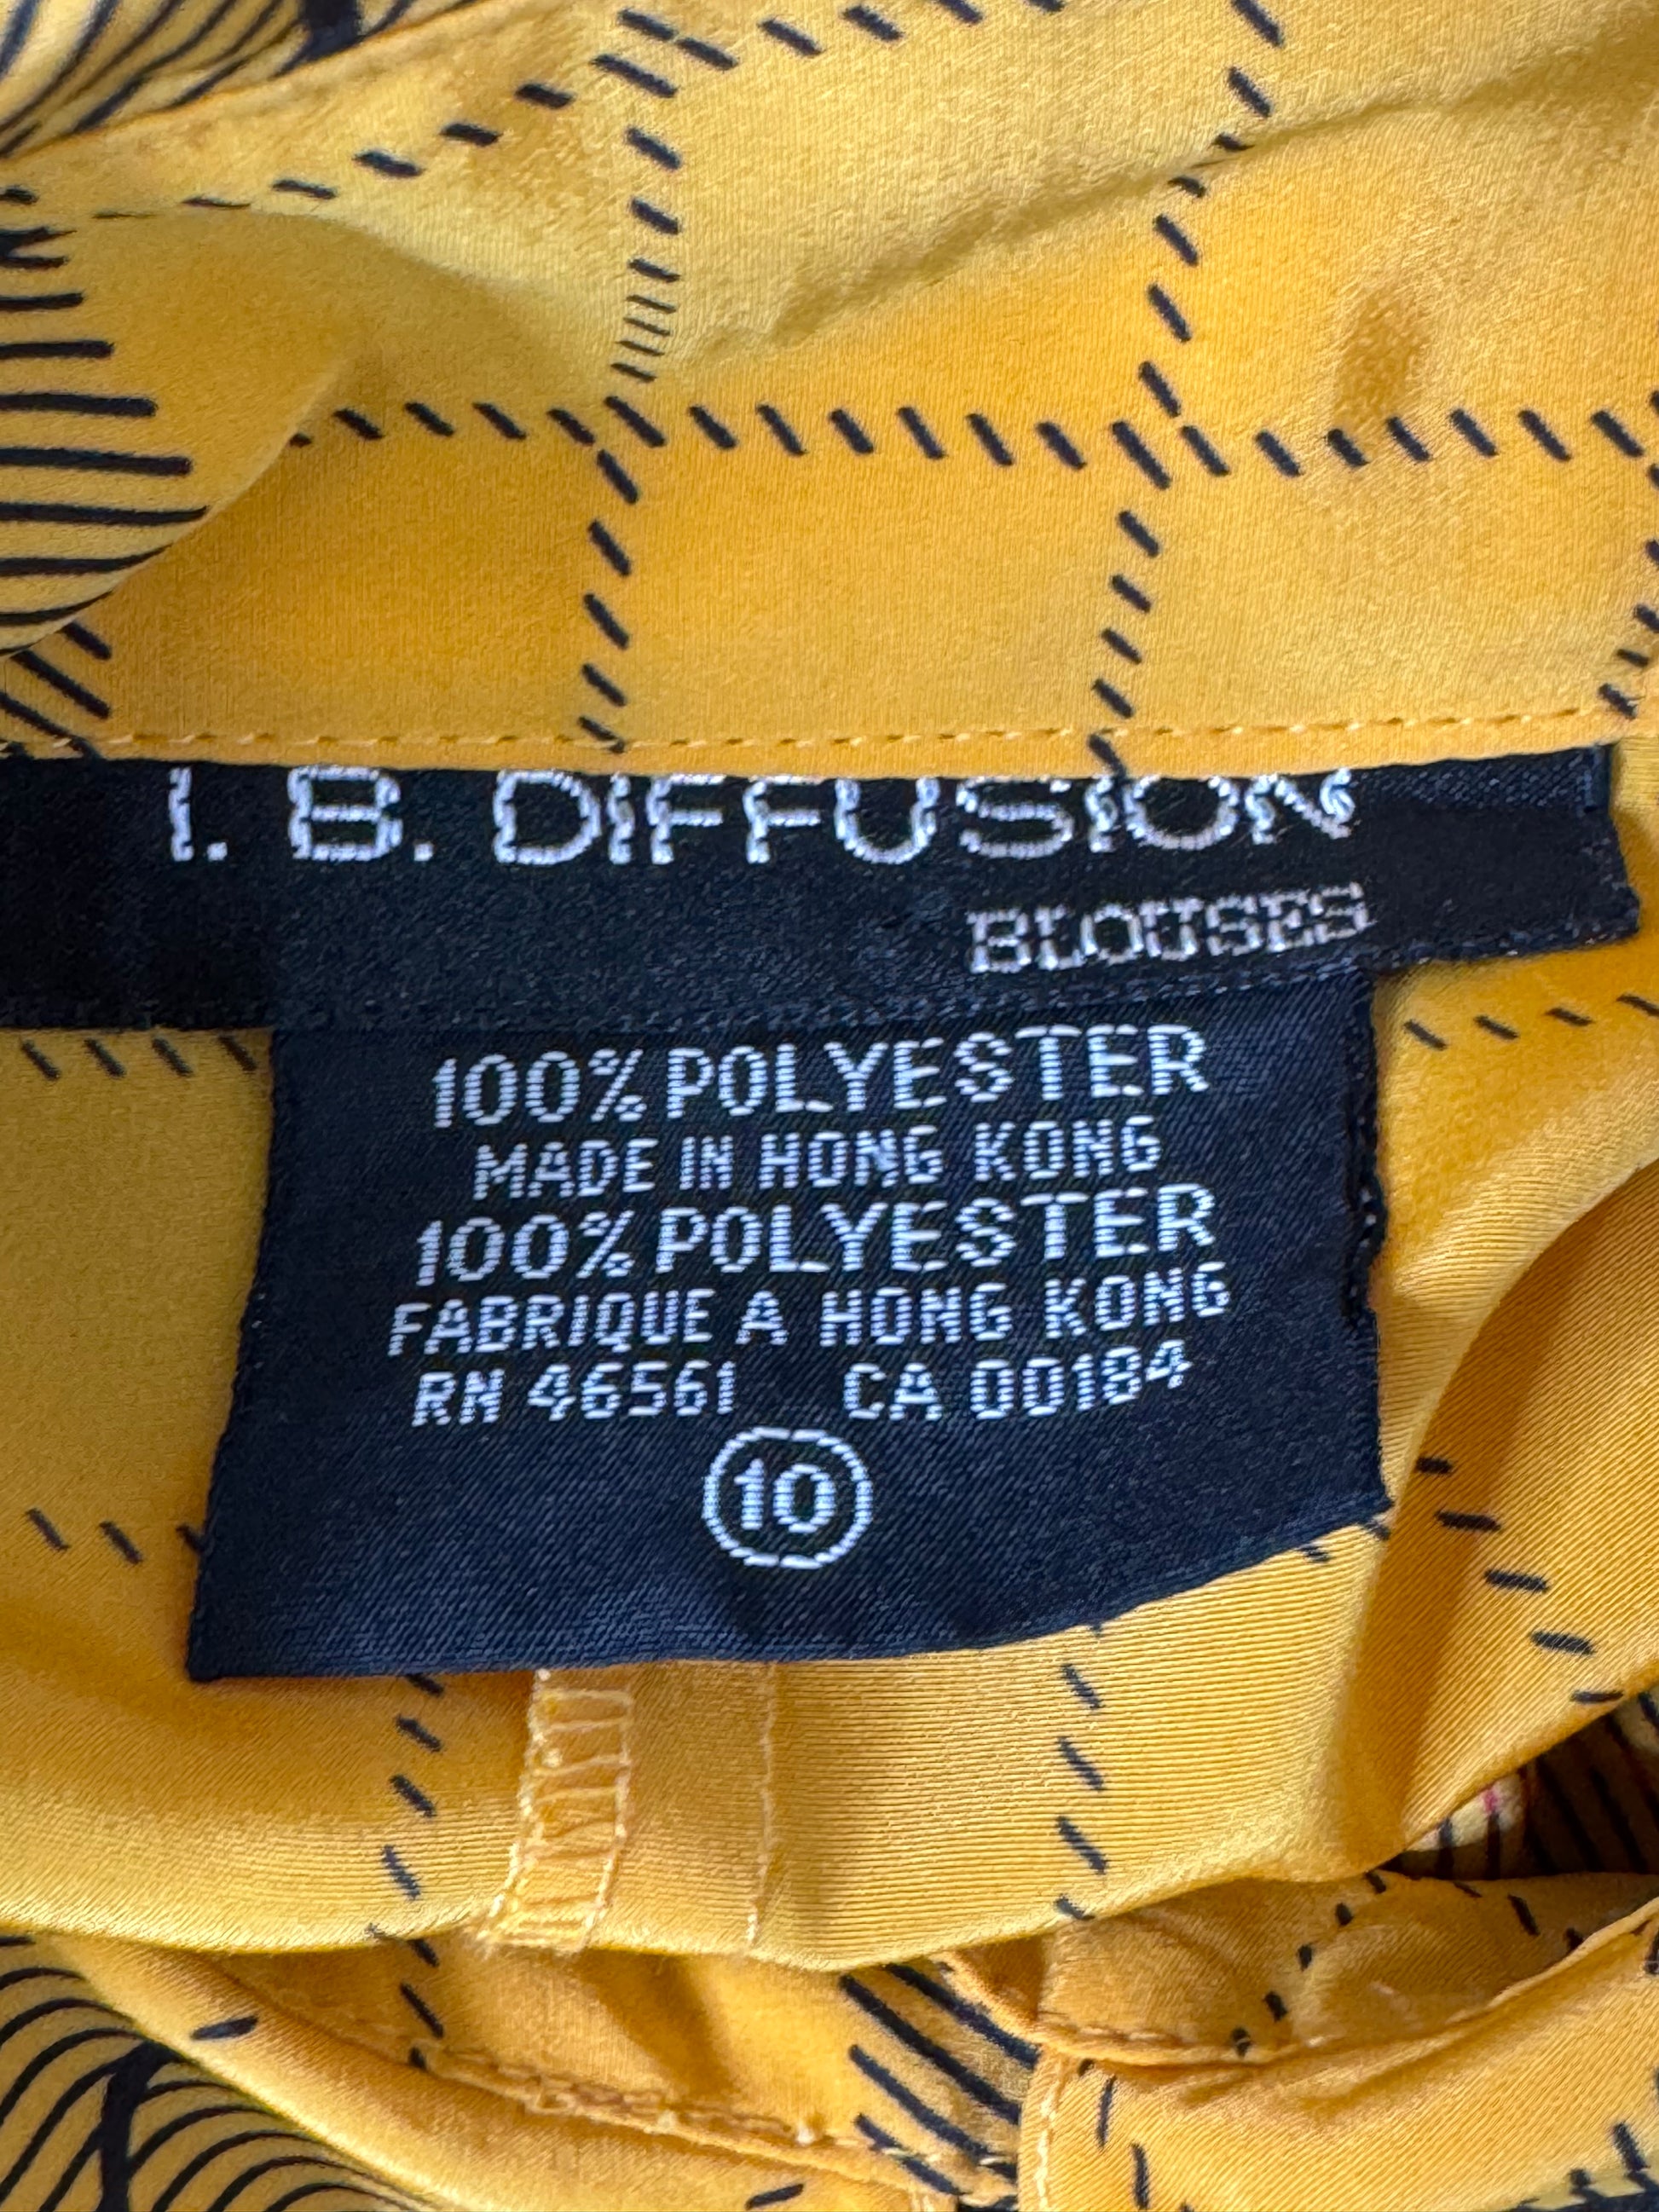 I. B. DIFFUSION
BLOUSES
100% POLYESTER
MADE IN HONG KONG
100% POLYESTER
FABRIQUE A HONG KONG
RN 46561 CA 00184
10